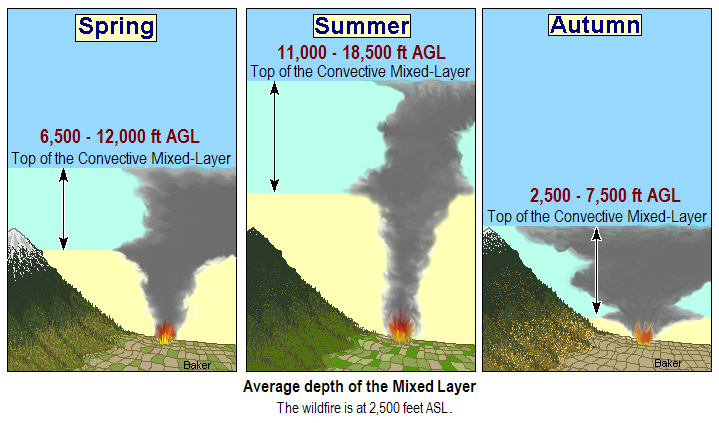 Spring
6,500 - 12,000 ft AGL
Top of the Convective Mixed-Layer
Baker
Summer
11,000 - 18,500 ft AGL
Top of the Convective Mixed-Layer
Autumn
2,500 - 7,500 ft AGL
Top of the Convective Mixed-Layer
Baker
Average depth of the Mixed Layer
The wildfire is at 2,500 feet ASL.